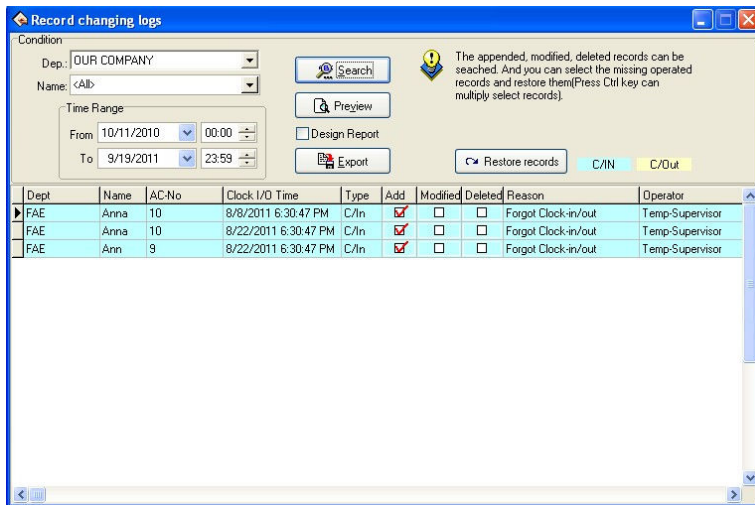 Record changing logs
Condition
Dep.: OUR COMPANY
Name: <All>
Time Range
From 10/11/2010 00:00
To 9/19/2011 23:59
Search
Preview
Design Report
Export
The appended, modified, deleted records can be
seached. And you can select the missing operated
records and restore them(Press Ctrl key can
multiply select records).
Restore records C/IN C/Out
Dept Name AC-No Clock I/O Time Type Add Modified Deleted Reason Operator
FAE Anna 10 8/8/2011 6:30:47 PM C/In Forgot Clock-in/out Temp-Supervisor
FAE Anna 10 8/22/2011 6:30:47 PM C/In Forgot Clock-in/out Temp-Supervisor
FAE Ann 9 8/22/2011 6:30:47 PM C/In Forgot Clock-in/out Temp-Supervisor